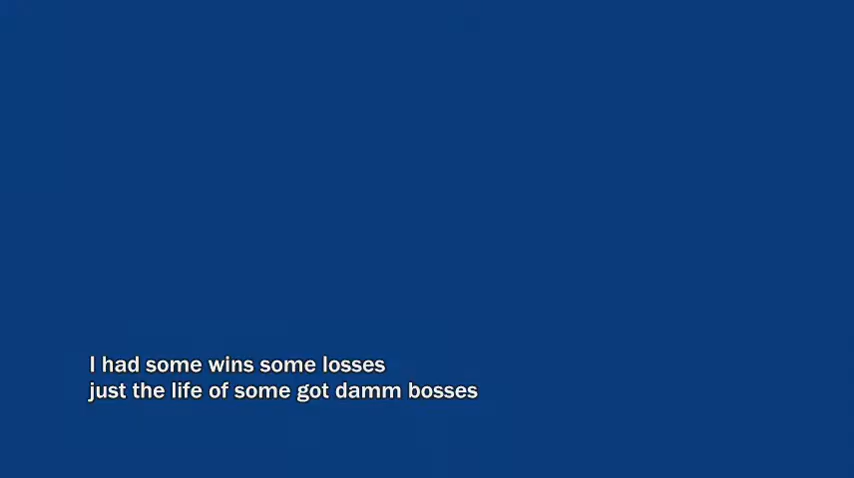 I had some wins some losses
just the life of some got damm bosses